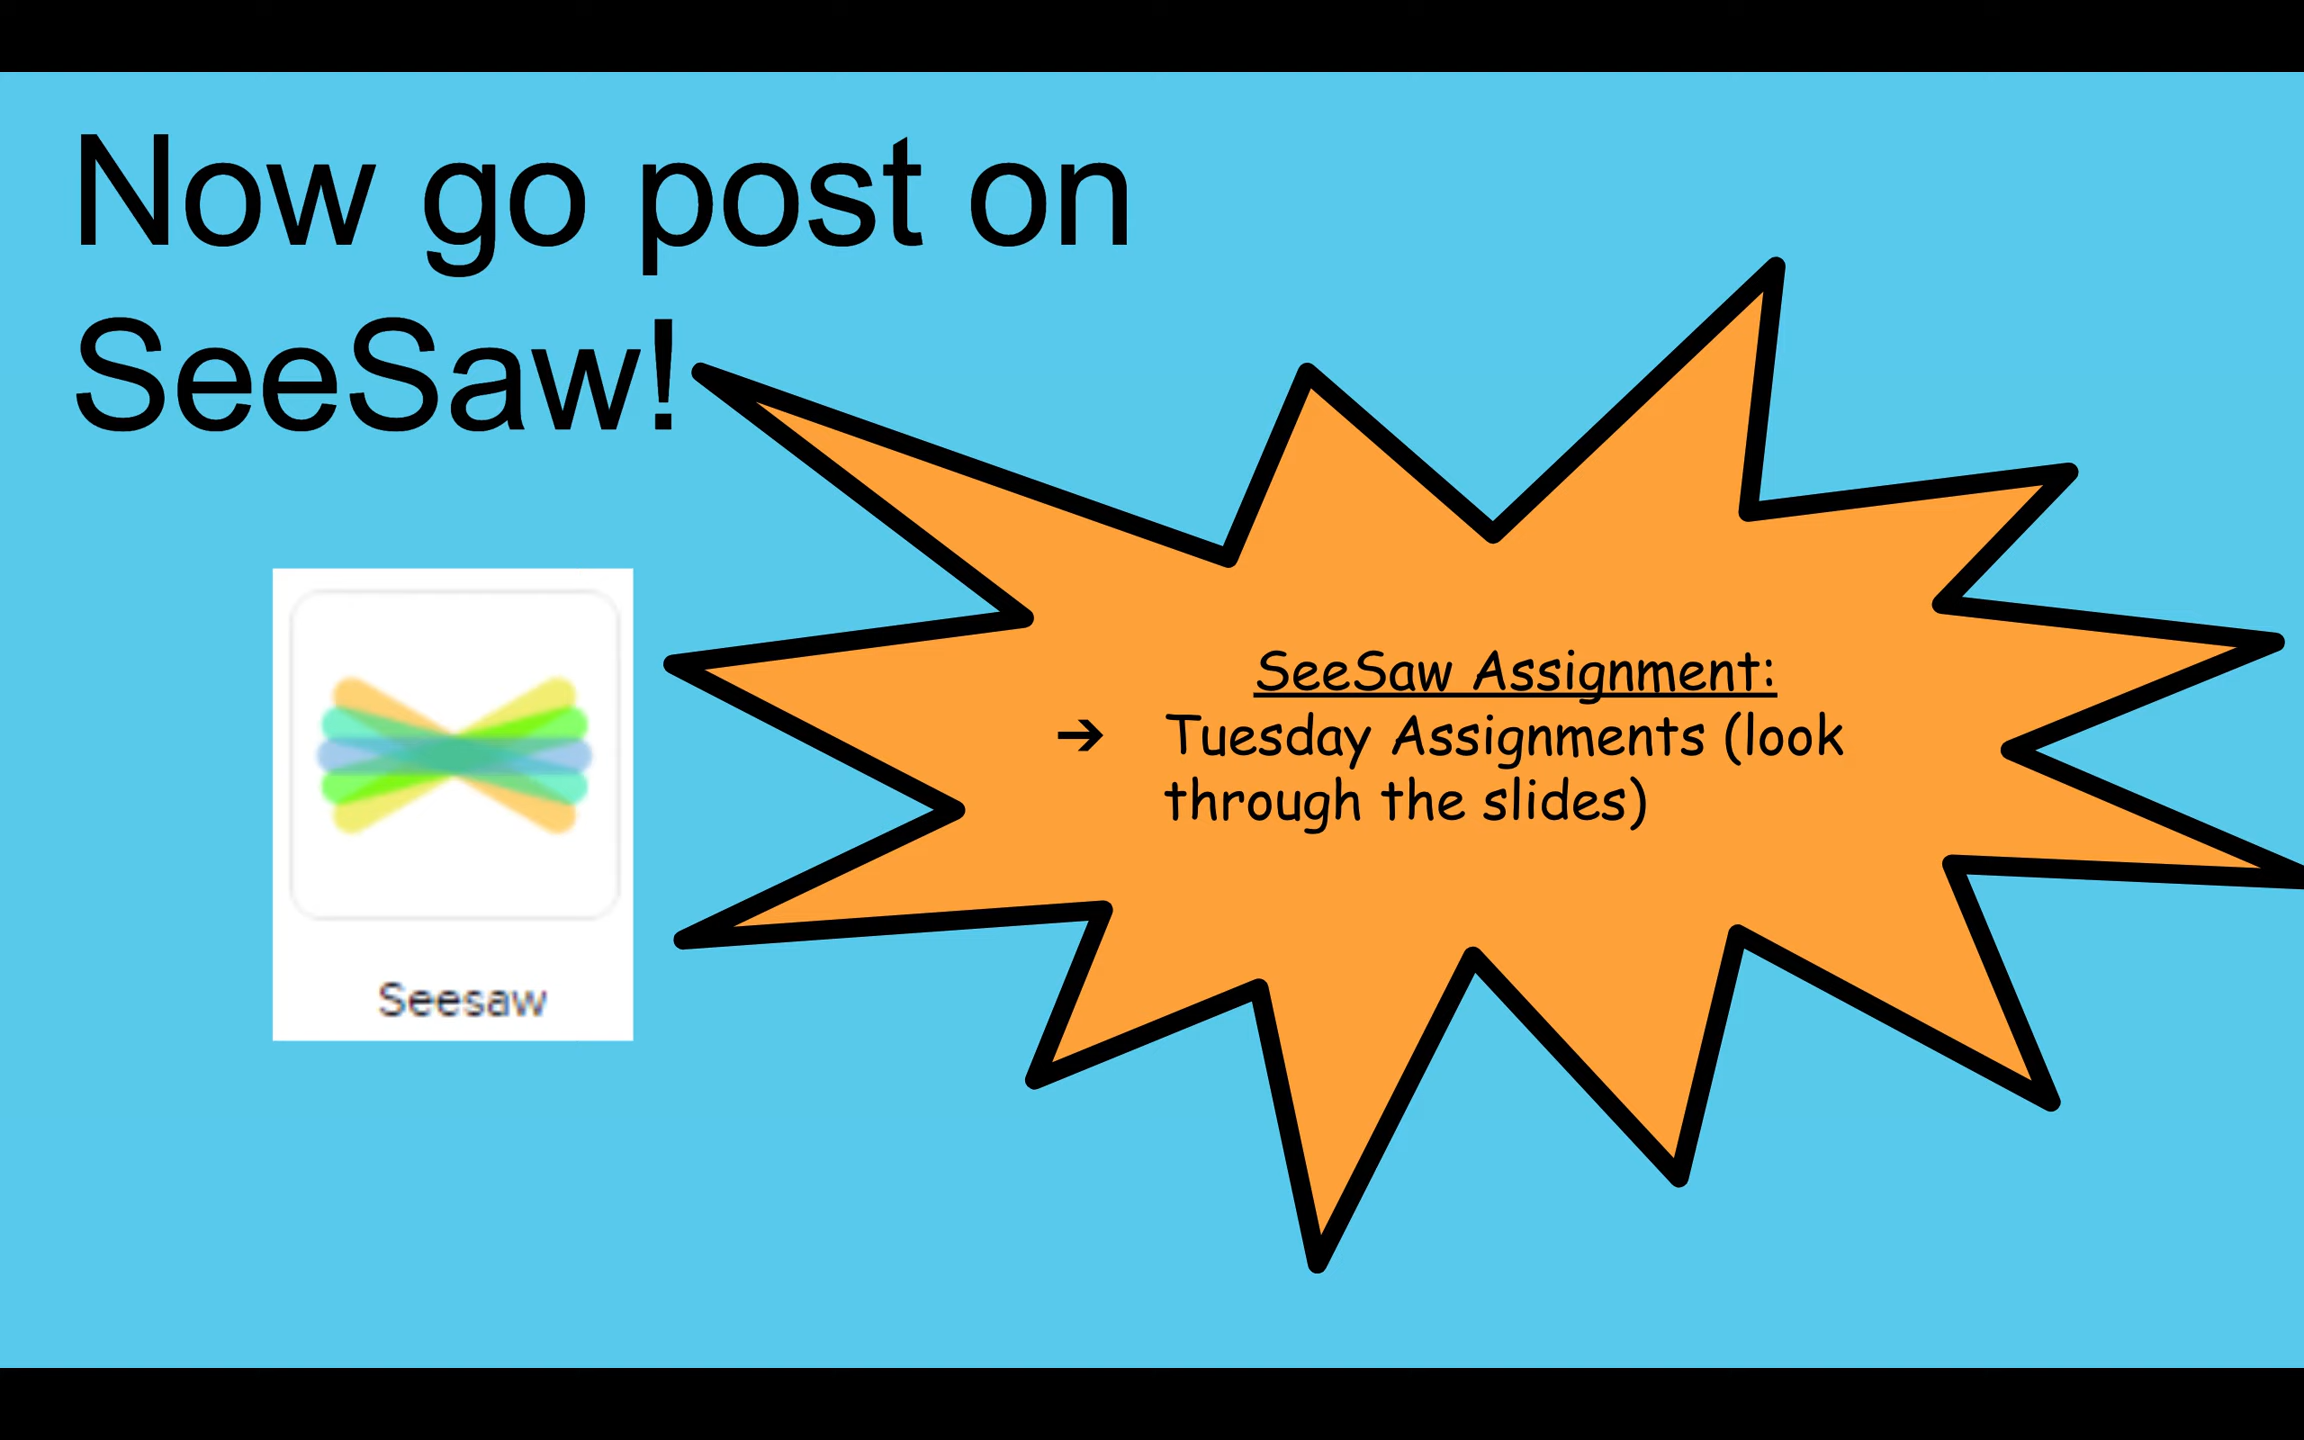 Now go post on
SeeSaw!
SeeSaw Assignment:
➔ Tuesday Assignments (look
through the slides)
Seesaw